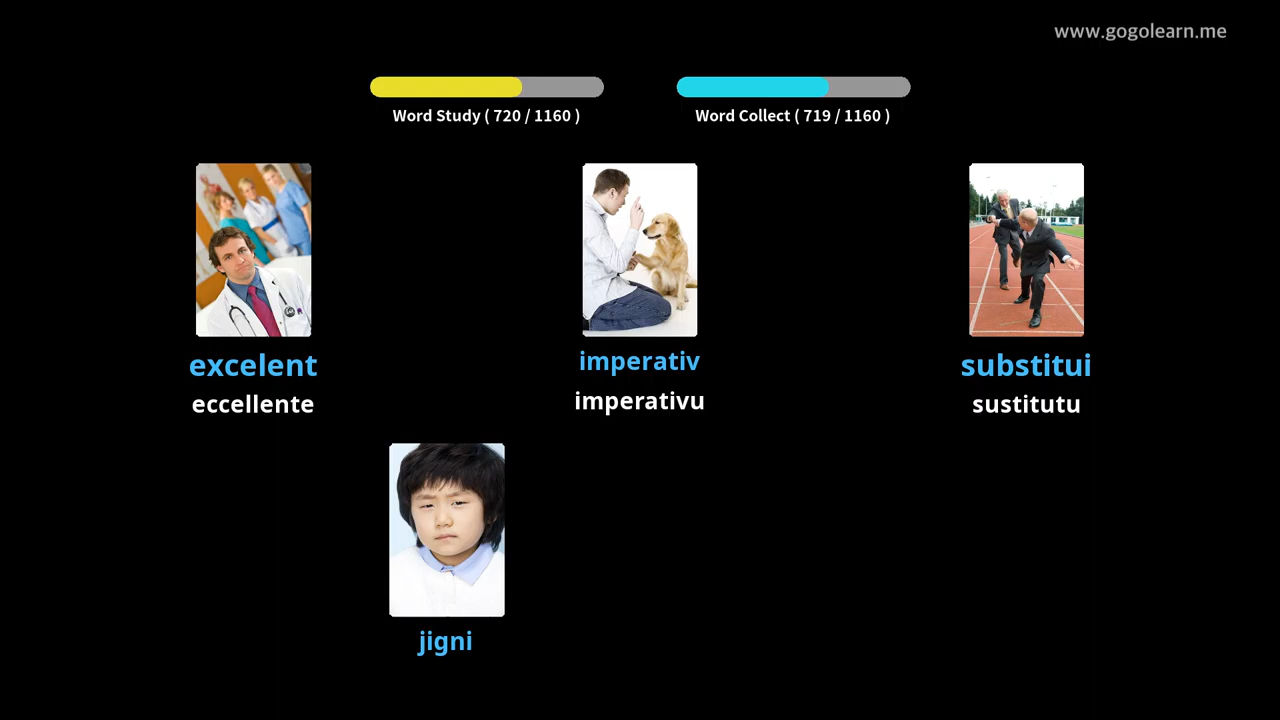 www.gogolearn.me
Word Study ( 720 / 1160 )
Word Collect ( 719 / 1160 )
excelent
eccellente
imperativ
imperativu
substitui
sustitutu
jigni